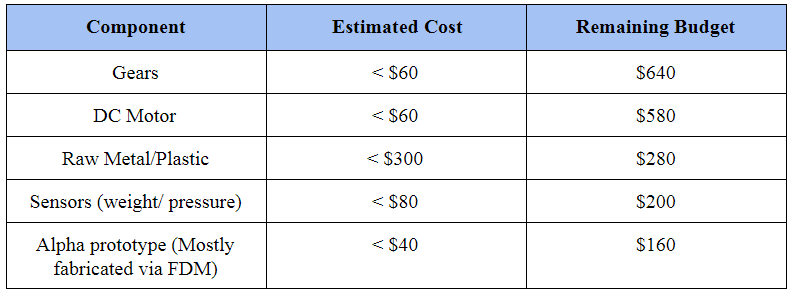 Component Estimated Cost Remaining Budget
Gears < $60 $640
DC Motor < $60 $580
Raw Metal/Plastic < $300 $280
Sensors (weight/ pressure) < $80 $200
Alpha prototype (Mostly < $40 $160
fabricated via FDM)